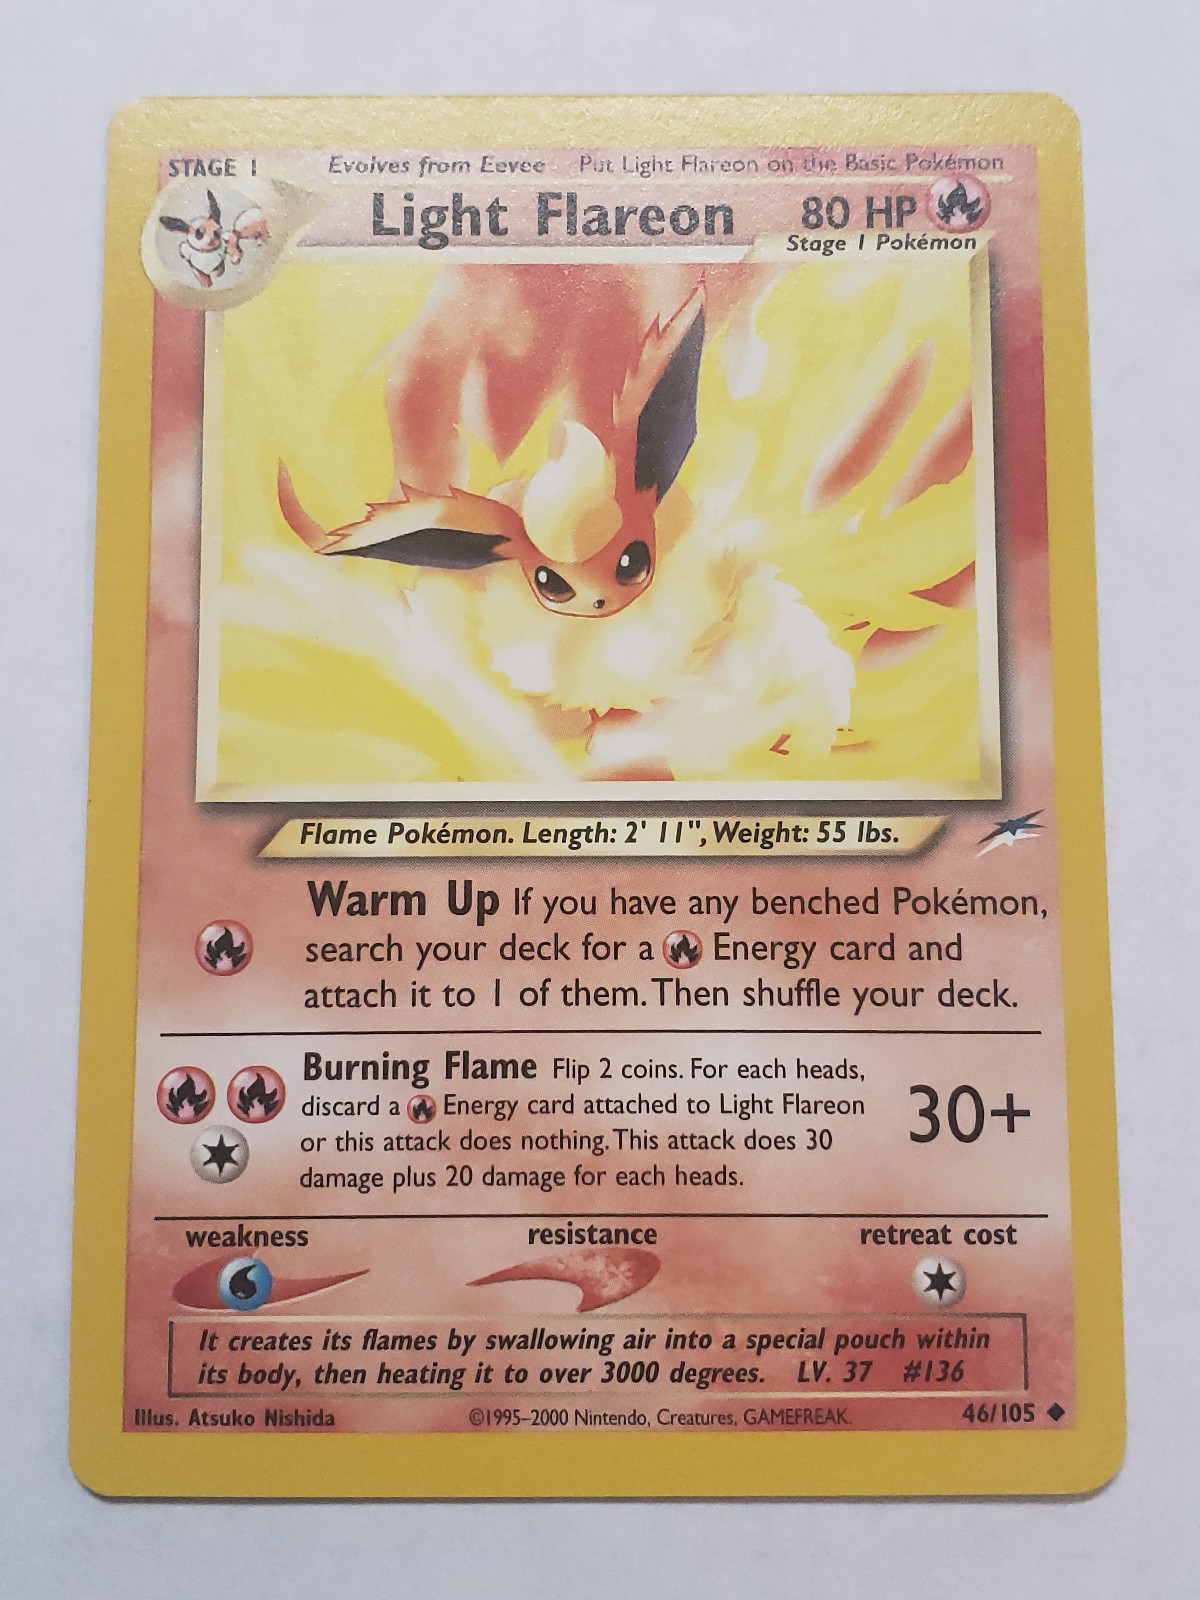 STAGE 1 Evolves from Eevee Put Light Flareon on the Basic Pokémon
Light Flareon 80 HP
Stage 1 Pokémon
Flame Pokémon. Length: 2' 11", Weight: 55 lbs.
Warm Up If you have any benched Pokémon,
search your deck for a Energy card and
attach it to 1 of them. Then shuffle your deck.
Burning Flame Flip 2 coins. For each heads,
discard a Energy card attached to Light Flareon
or this attack does nothing. This attack does 30
damage plus 20 damage for each heads.
30+
weakness resistance retreat cost
It creates its flames by swallowing air into a special pouch within
its body, then heating it to over 3000 degrees. LV. 37 #136
Illus. Atsuko Nishida ©1995–2000 Nintendo, Creatures, GAMEFREAK. 46/105